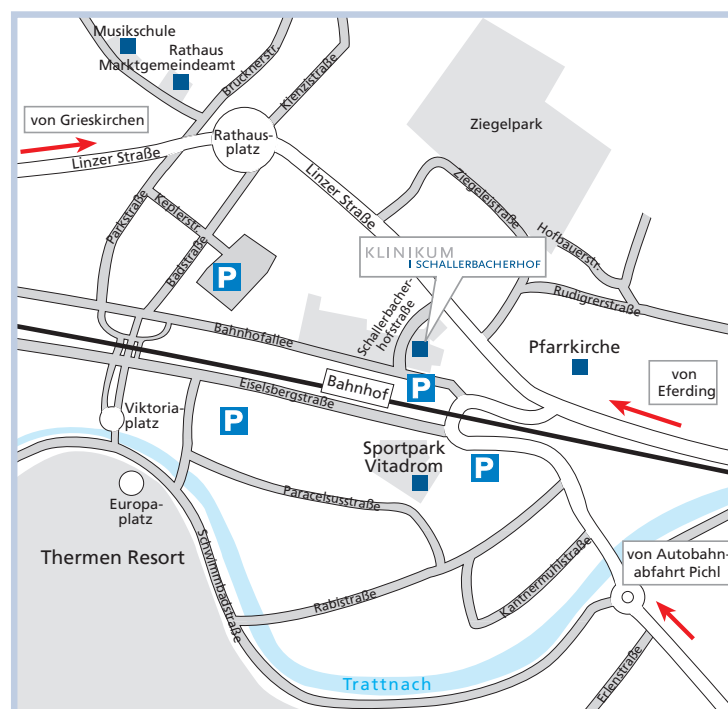 Musikschule
Rathaus
Marktgemeindeamt
Brucknerstr.
Kienzlstraße
von Grieskirchen
Linzer Straße
Rathaus-
platz
Ziegelpark
Linzer Straße
Ziegeleistraße
Hofbauerstr.
Parkstraße
Keplerstr.
Badstraße
P
KLINIKUM
SCHALLERBACHERHOF
Rudigrerstraße
Schallerbacher-
hofstraße
Bahnhofallee
Pfarrkirche
Bahnhof
P
Eiselsbergstraße
von
Eferding
Viktoria-
platz
P
Sportpark
Vitadrom
P
Europa-
platz
Paracelsusstraße
Thermen Resort
Schwimmbadstraße
Rabistraße
Kantnermühlstraße
von Autobahn-
abfahrt Pichl
Trattnach
Erlenstraße